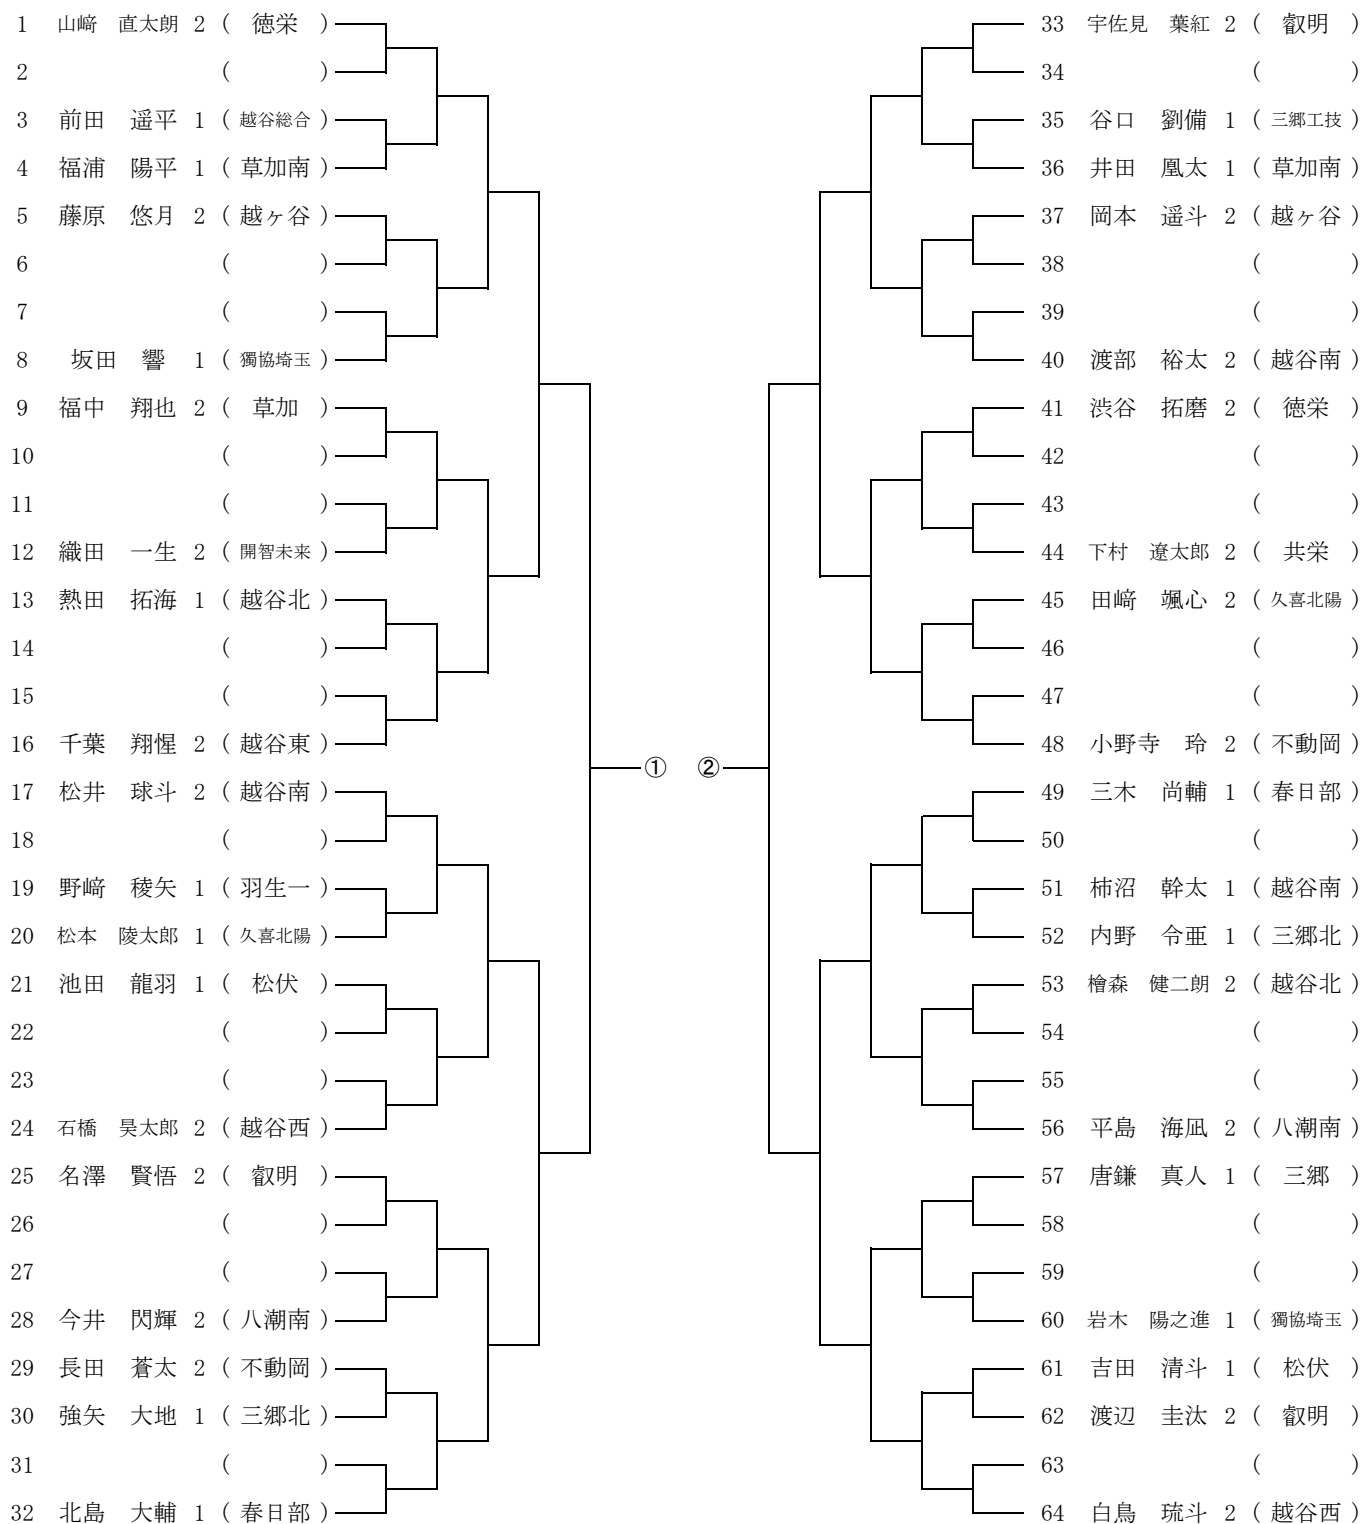 1 山﨑 直太朗 2 ( 徳栄 )
2 ( )
3 前田 遥平 1 ( 越谷総合 )
4 福浦 陽平 1 ( 草加南 )
5 藤原 悠月 2 ( 越ヶ谷 )
6 ( )
7 ( )
8 坂田 響 1 ( 獨協埼玉 )
9 福中 翔也 2 ( 草加 )
10 ( )
11 ( )
12 織田 一生 2 ( 開智未来 )
13 熱田 拓海 1 ( 越谷北 )
14 ( )
15 ( )
16 千葉 翔惺 2 ( 越谷東 )
17 松井 球斗 2 ( 越谷南 )
18 ( )
19 野﨑 稜矢 1 ( 羽生一 )
20 松本 陵太郎 1 ( 久喜北陽 )
21 池田 龍羽 1 ( 松伏 )
22 ( )
23 ( )
24 石橋 昊太郎 2 ( 越谷西 )
25 名澤 賢悟 2 ( 叡明 )
26 ( )
27 ( )
28 今井 閃輝 2 ( 八潮南 )
29 長田 蒼太 2 ( 不動岡 )
30 強矢 大地 1 ( 三郷北 )
31 ( )
32 北島 大輔 1 ( 春日部 )
① ②
33 宇佐見 葉紅 2 ( 叡明 )
34 ( )
35 谷口 劉備 1 ( 三郷工技 )
36 井田 凰太 1 ( 草加南 )
37 岡本 遥斗 2 ( 越ヶ谷 )
38 ( )
39 ( )
40 渡部 裕太 2 ( 越谷南 )
41 渋谷 拓磨 2 ( 徳栄 )
42 ( )
43 ( )
44 下村 遼太郎 2 ( 共栄 )
45 田﨑 颯心 2 ( 久喜北陽 )
46 ( )
47 ( )
48 小野寺 玲 2 ( 不動岡 )
49 三木 尚輔 1 ( 春日部 )
50 ( )
51 柿沼 幹太 1 ( 越谷南 )
52 内野 令亜 1 ( 三郷北 )
53 檜森 健二朗 2 ( 越谷北 )
54 ( )
55 ( )
56 平島 海凪 2 ( 八潮南 )
57 唐鎌 真人 1 ( 三郷 )
58 ( )
59 ( )
60 岩木 陽之進 1 ( 獨協埼玉 )
61 吉田 清斗 1 ( 松伏 )
62 渡辺 圭汰 2 ( 叡明 )
63 ( )
64 白鳥 琉斗 2 ( 越谷西 )